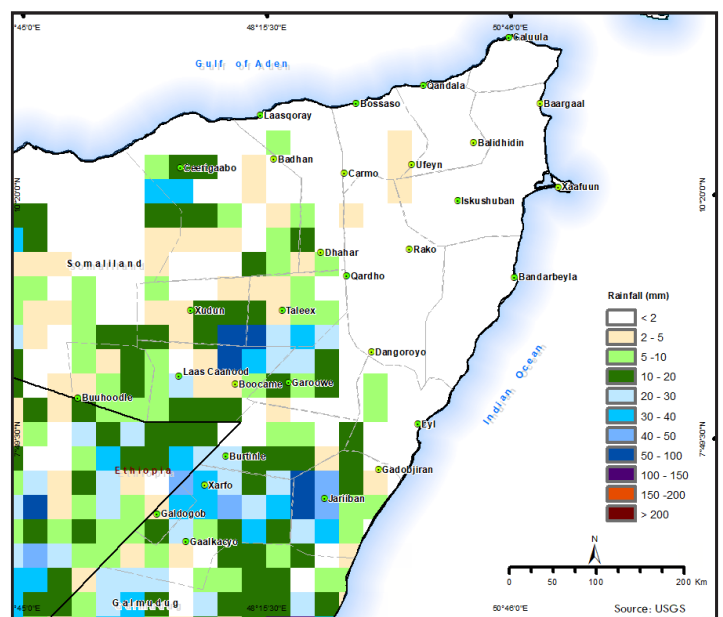 °45'0"E
48°15'30"E
50°46'0"E
Caluula
Gulf of Aden
Qandala
Bossaso
Baargaal
Laasqoray
Balidhidin
Badhan
Ufeyn
Ceerigaabo
Carmo
Xaafuun
10°20'0"N
10°20'0"N
Iskushuban
Rako
Dhahar
Somaliland
Qardho
Bandarbeyla
Rainfall (mm)
Xudun
Taleex
< 2
2 - 5
Dangoroyo
5 -10
Laas Caanood
10 - 20
Boocame
Garoowe
20 - 30
Buuhoodle
Indian Ocean
30 - 40
Eyl
40 - 50
7°49'30"N
7°49'30"N
Burtinle
50 - 100
Ethiopia
Gadobjiran
100 - 150
Xarfo
Jariiban
150 -200
Galdogob
> 200
Gaalkacyo
N
0 50 100 200 Km
Galmudug
°45'0"E
48°15'30"E
50°46'0"E
Source: USGS